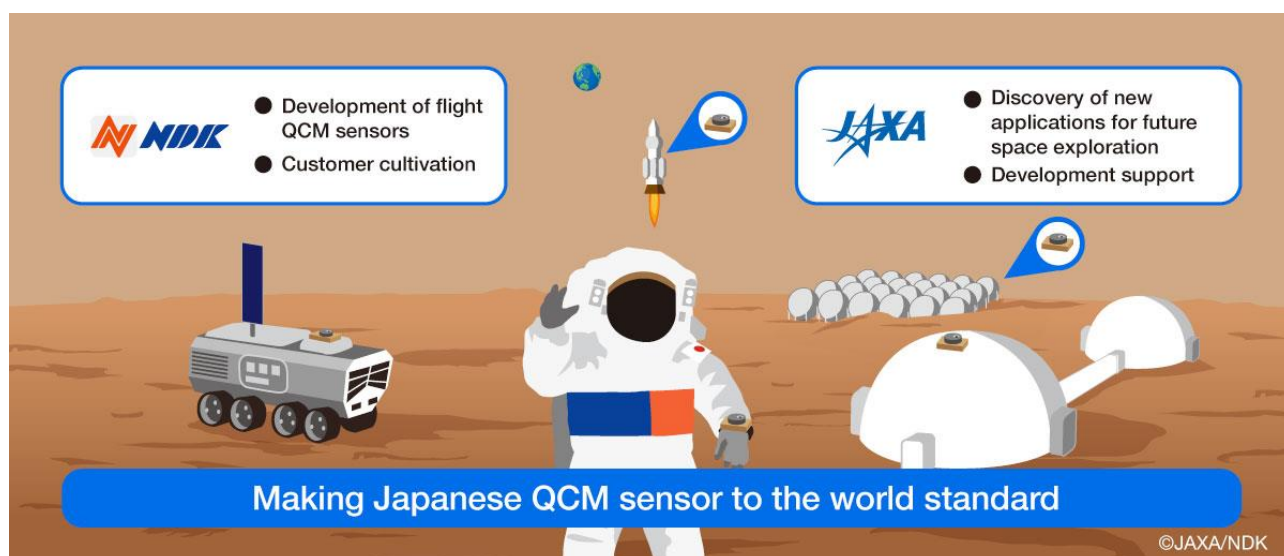 NDK
● Development of flight
QCM sensors
● Customer cultivation
JAXA
● Discovery of new
applications for future
space exploration
● Development support
Making Japanese QCM sensor to the world standard
©JAXA/NDK